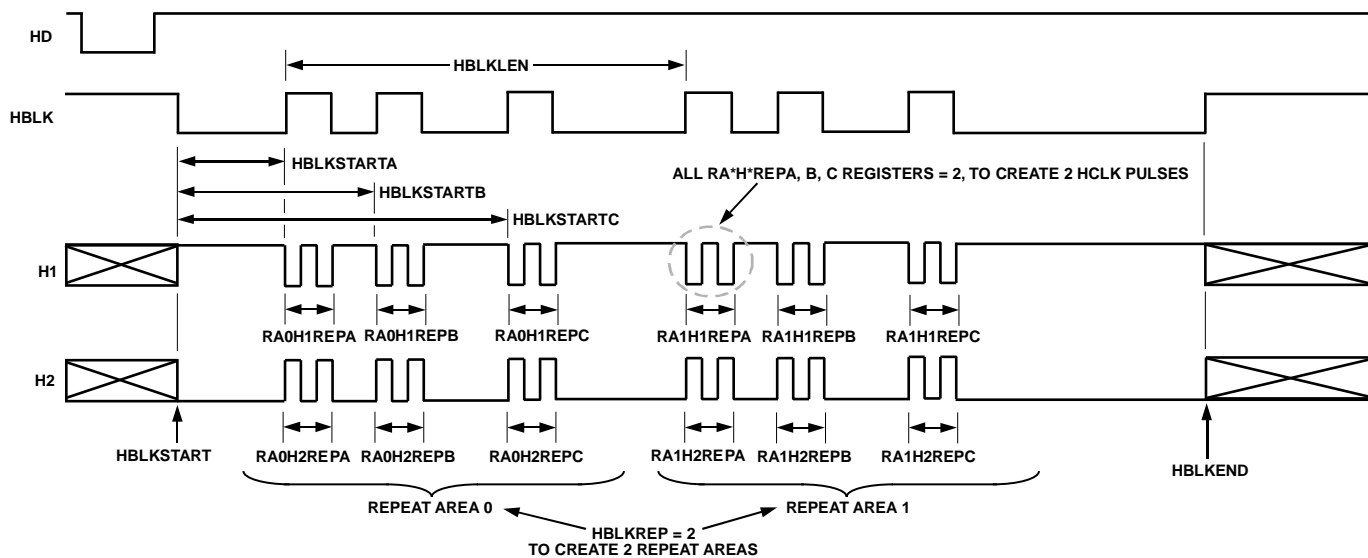 HD
HBLKLEN
HBLK
HBLKSTARTA
ALL RA*H*REPA, B, C REGISTERS = 2, TO CREATE 2 HCLK PULSES
HBLKSTARTB
HBLKSTARTC
H1
RA0H1REPA RA0H1REPB RA0H1REPC RA1H1REPA RA1H1REPB RA1H1REPC
H2
HBLKSTART RA0H2REPA RA0H2REPB RA0H2REPC RA1H2REPA RA1H2REPB RA1H2REPC HBLKEND
REPEAT AREA 0 REPEAT AREA 1
HBLKREP = 2
TO CREATE 2 REPEAT AREAS